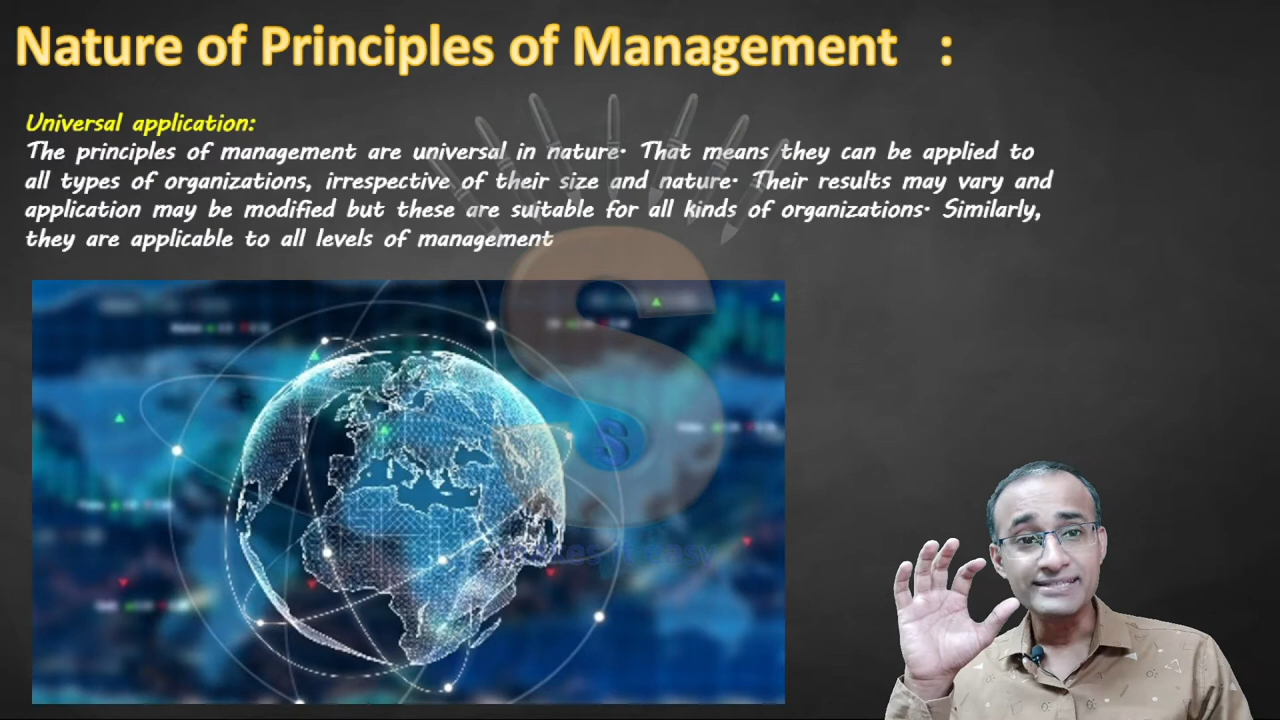 Nature of Principles of Management :
Universal application:
The principles of management are universal in nature. That means they can be applied to
all types of organizations, irrespective of their size and nature. Their results may vary and
application may be modified but these are suitable for all kinds of organizations. Similarly,
they are applicable to all levels of management
S
S
easy